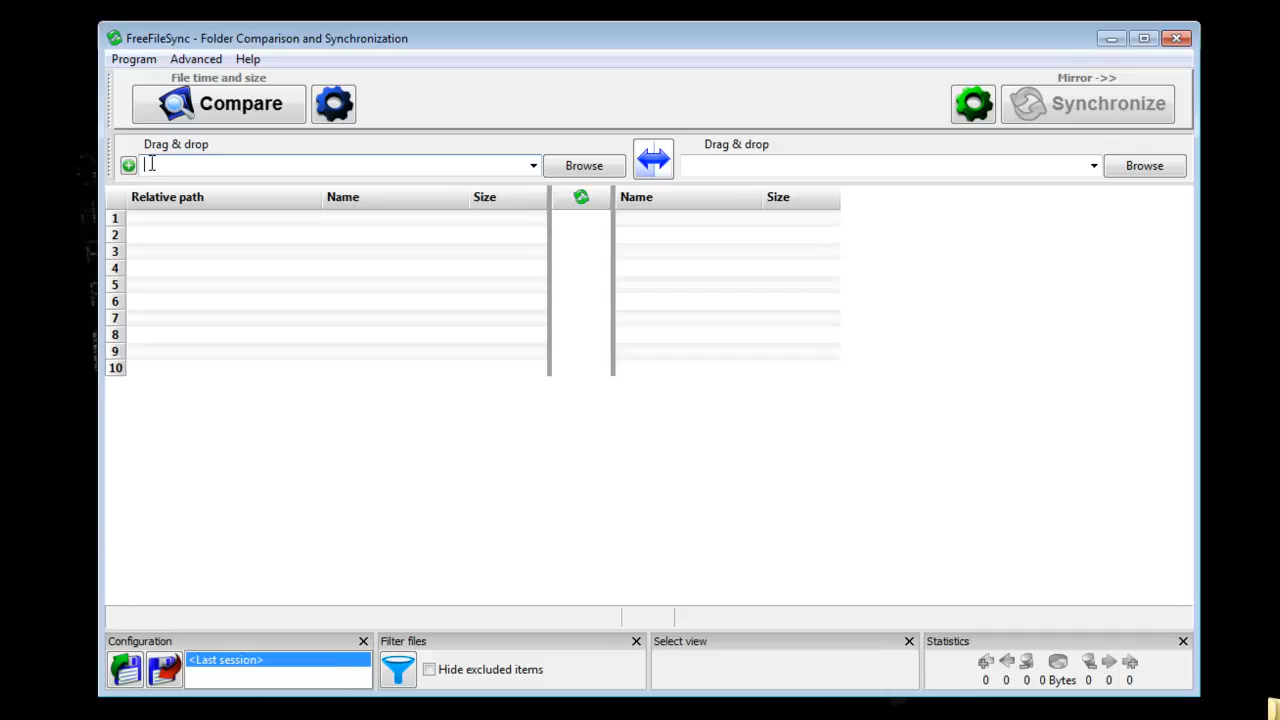 FreeFileSync - Folder Comparison and Synchronization
Program Advanced Help
File time and size Mirror ->>
Compare Synchronize
Drag & drop Drag & drop
Browse Browse
Relative path Name Size Name Size
1
2
3
4
5
6
7
8
9
10
Configuration Filter files Select view Statistics
<Last session> Hide excluded items
0 0 0 0 Bytes 0 0 0